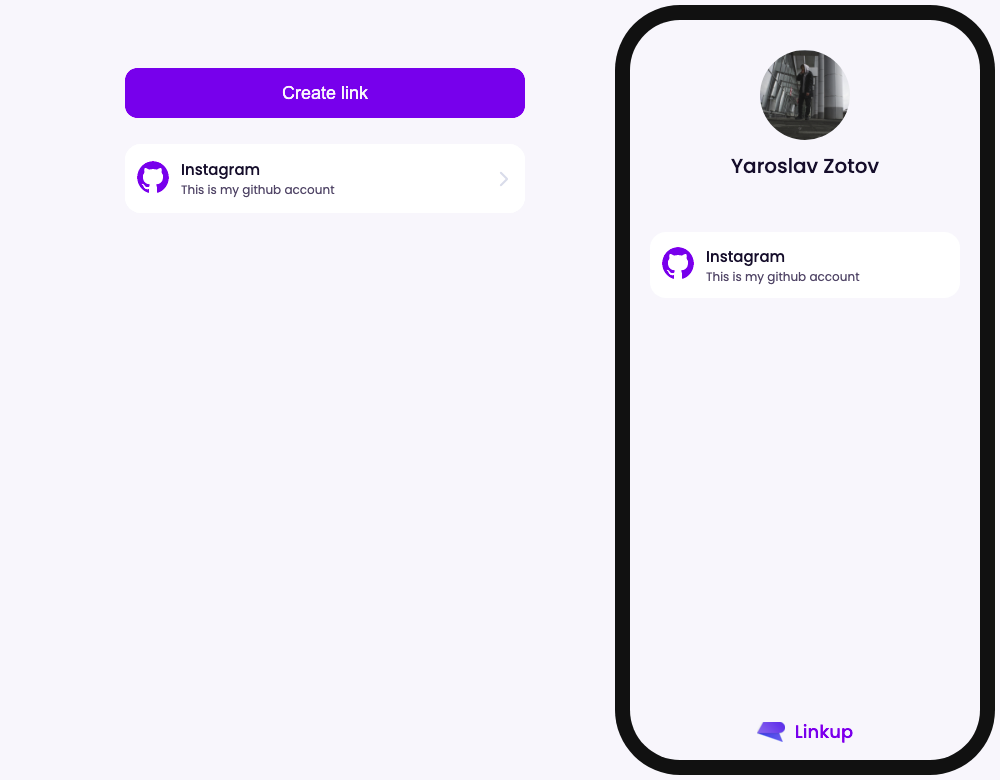 Create link
Instagram
This is my github account
Yaroslav Zotov
Instagram
This is my github account
Linkup